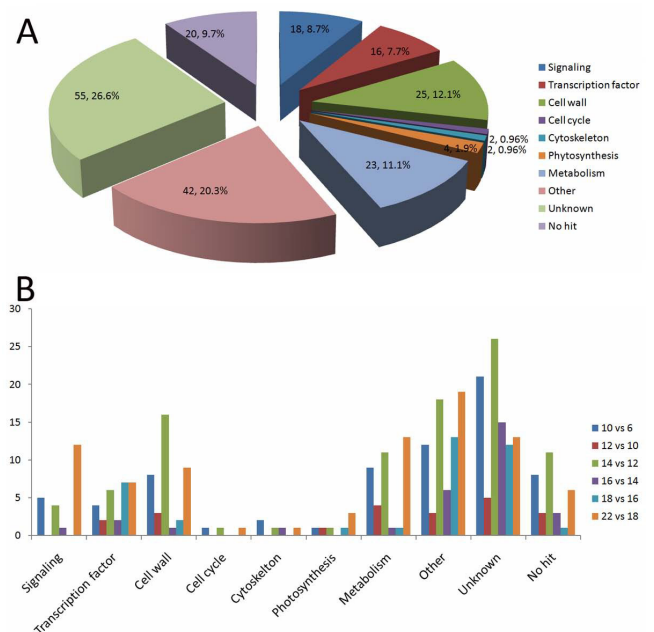 A
18, 8.7%
16, 7.7%
25, 12.1%
2, 0.96%
2, 0.96%
4, 1.9%
23, 11.1%
42, 20.3%
55, 26.6%
20, 9.7%
Signaling
Transcription factor
Cell wall
Cell cycle
Cytoskeleton
Phytosynthesis
Metabolism
Other
Unknown
No hit
B
30
25
20
15
10
5
0
Signaling
Transcription factor
Cell wall
Cell cycle
Cytoskelton
Photosynthesis
Metabolism
Other
Unknown
No hit
10 vs 6
12 vs 10
14 vs 12
16 vs 14
18 vs 16
22 vs 18